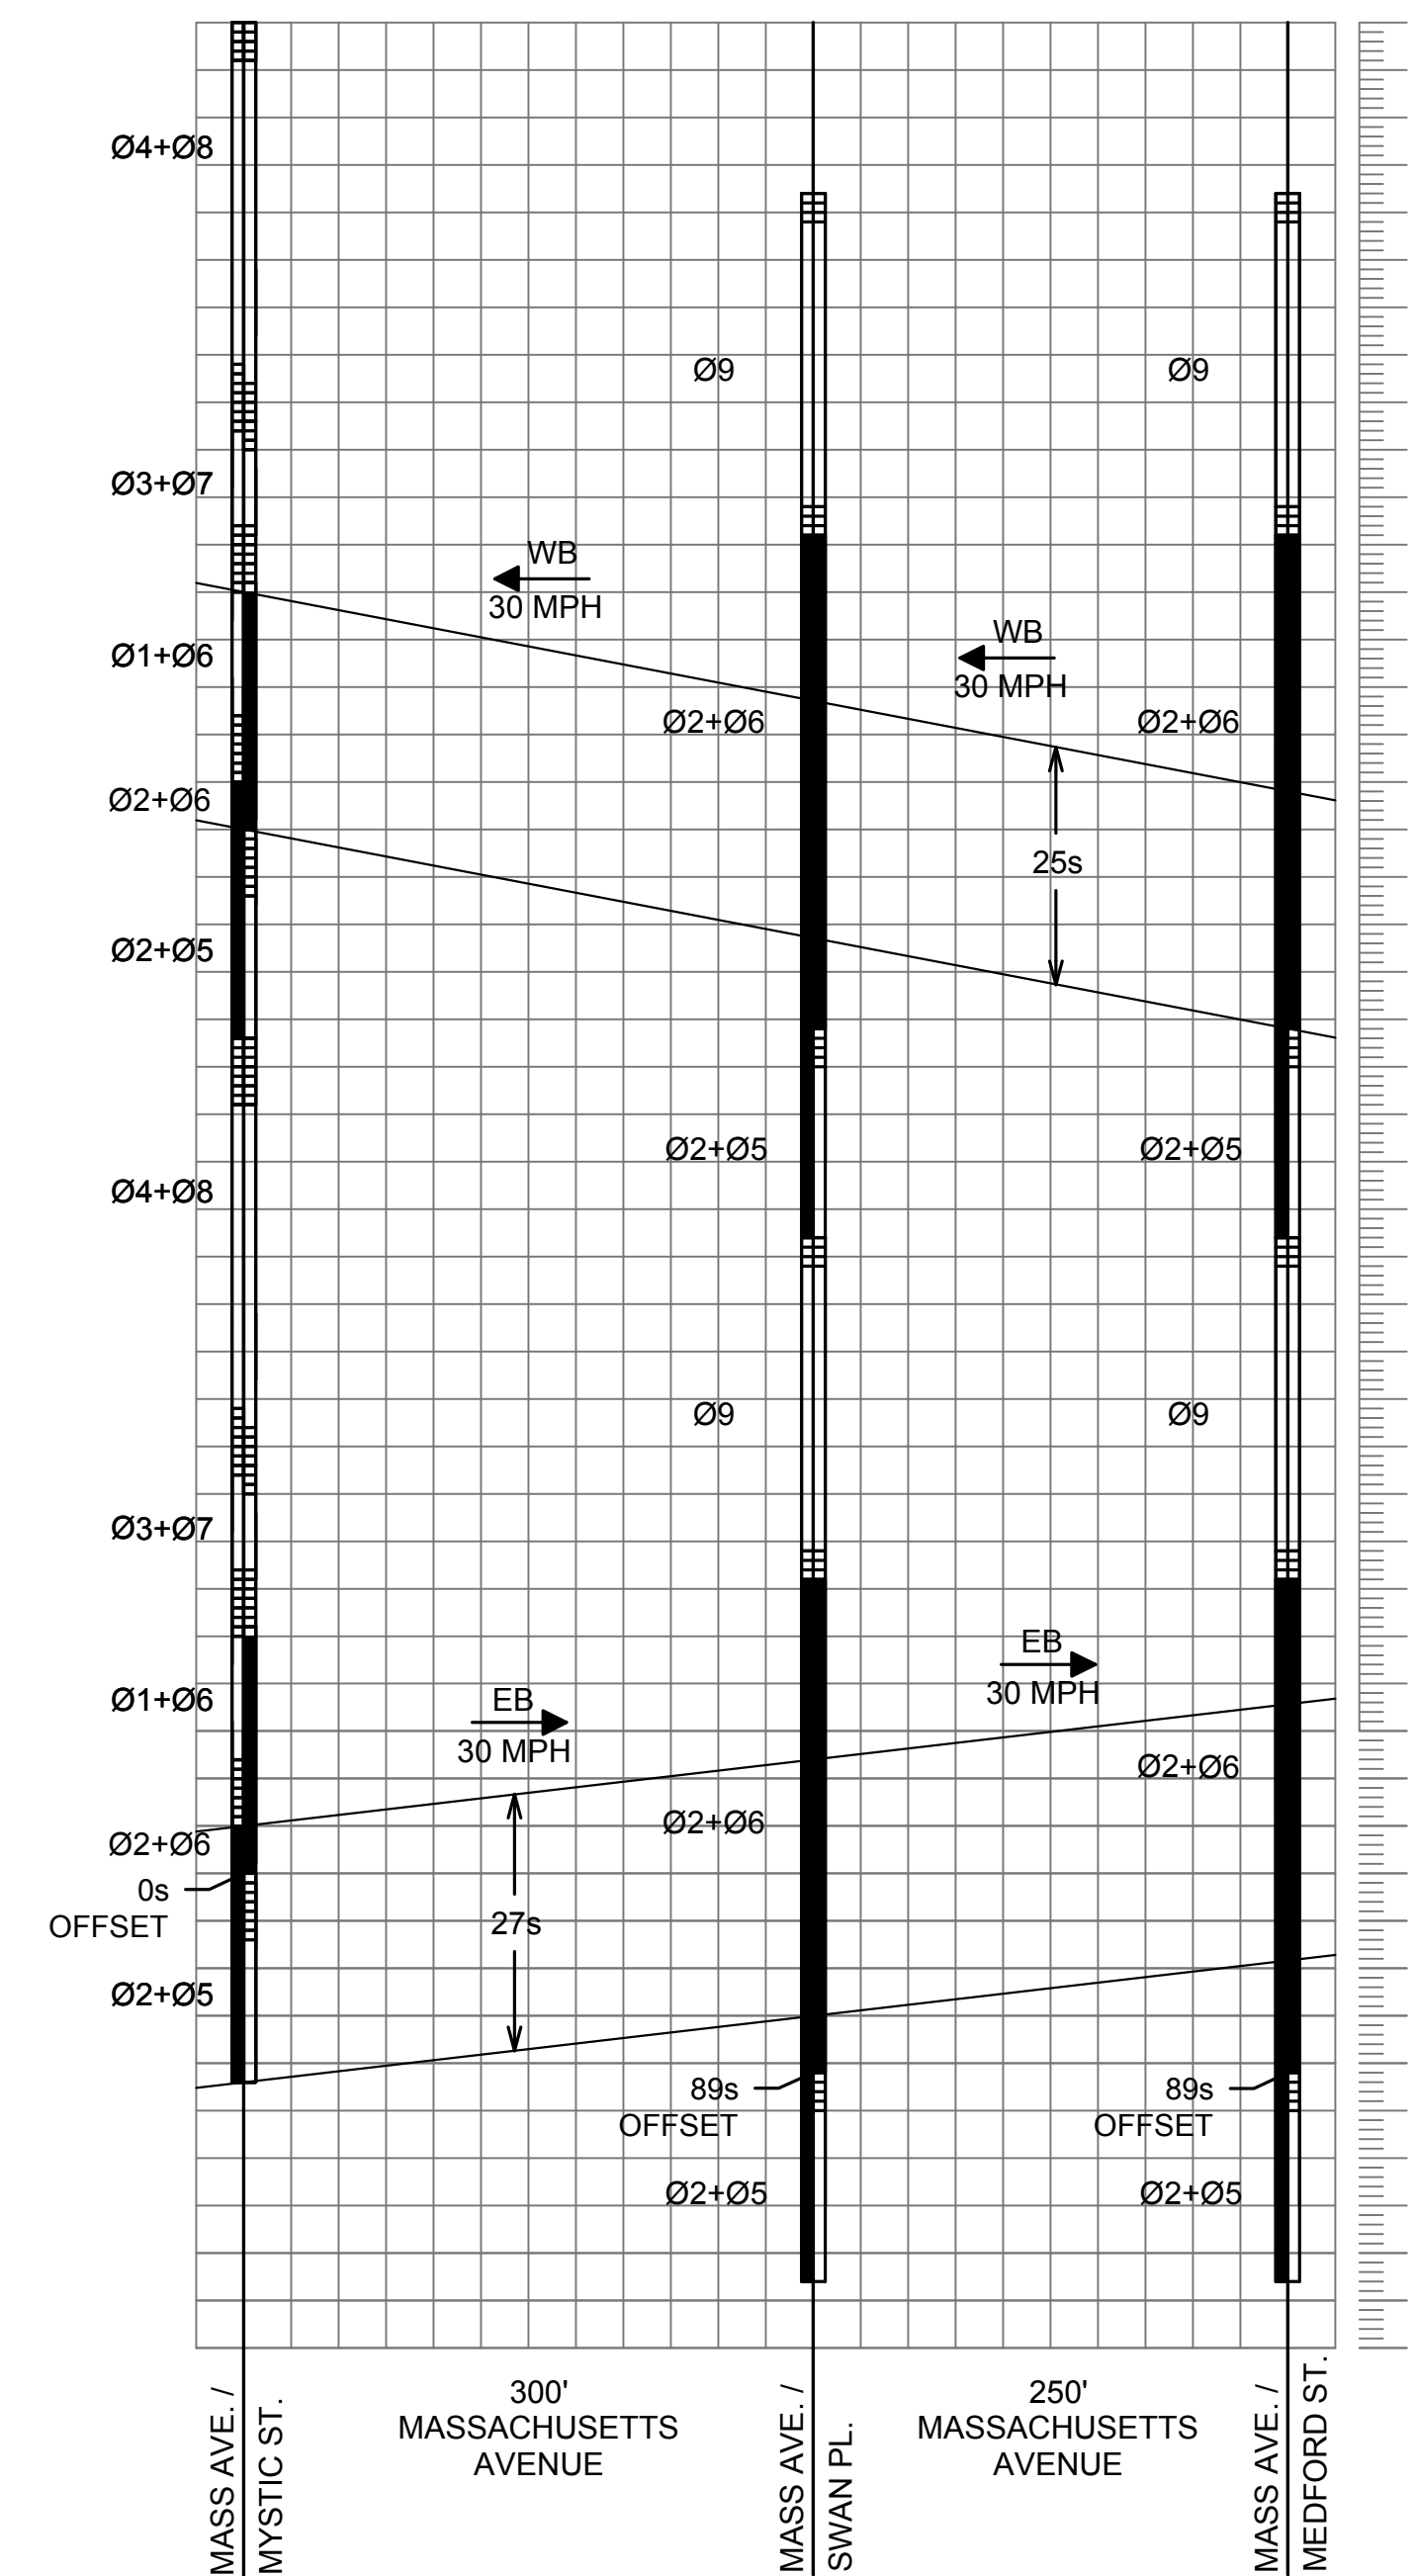 Ø4+Ø8
Ø9
Ø9
Ø3+Ø7
WB
30 MPH
WB
30 MPH
Ø1+Ø6
Ø2+Ø6
Ø2+Ø6
Ø2+Ø6
25s
Ø2+Ø5
Ø2+Ø5
Ø2+Ø5
Ø4+Ø8
Ø9
Ø9
Ø3+Ø7
EB
30 MPH
EB
30 MPH
Ø1+Ø6
Ø2+Ø6
Ø2+Ø6
Ø2+Ø6
0s
OFFSET
27s
Ø2+Ø5
89s
OFFSET
89s
OFFSET
Ø2+Ø5
Ø2+Ø5
MASS AVE. /
MYSTIC ST.
300'
MASSACHUSETTS
AVENUE
MASS AVE. /
SWAN PL.
250'
MASSACHUSETTS
AVENUE
MASS AVE. /
MEDFORD ST.